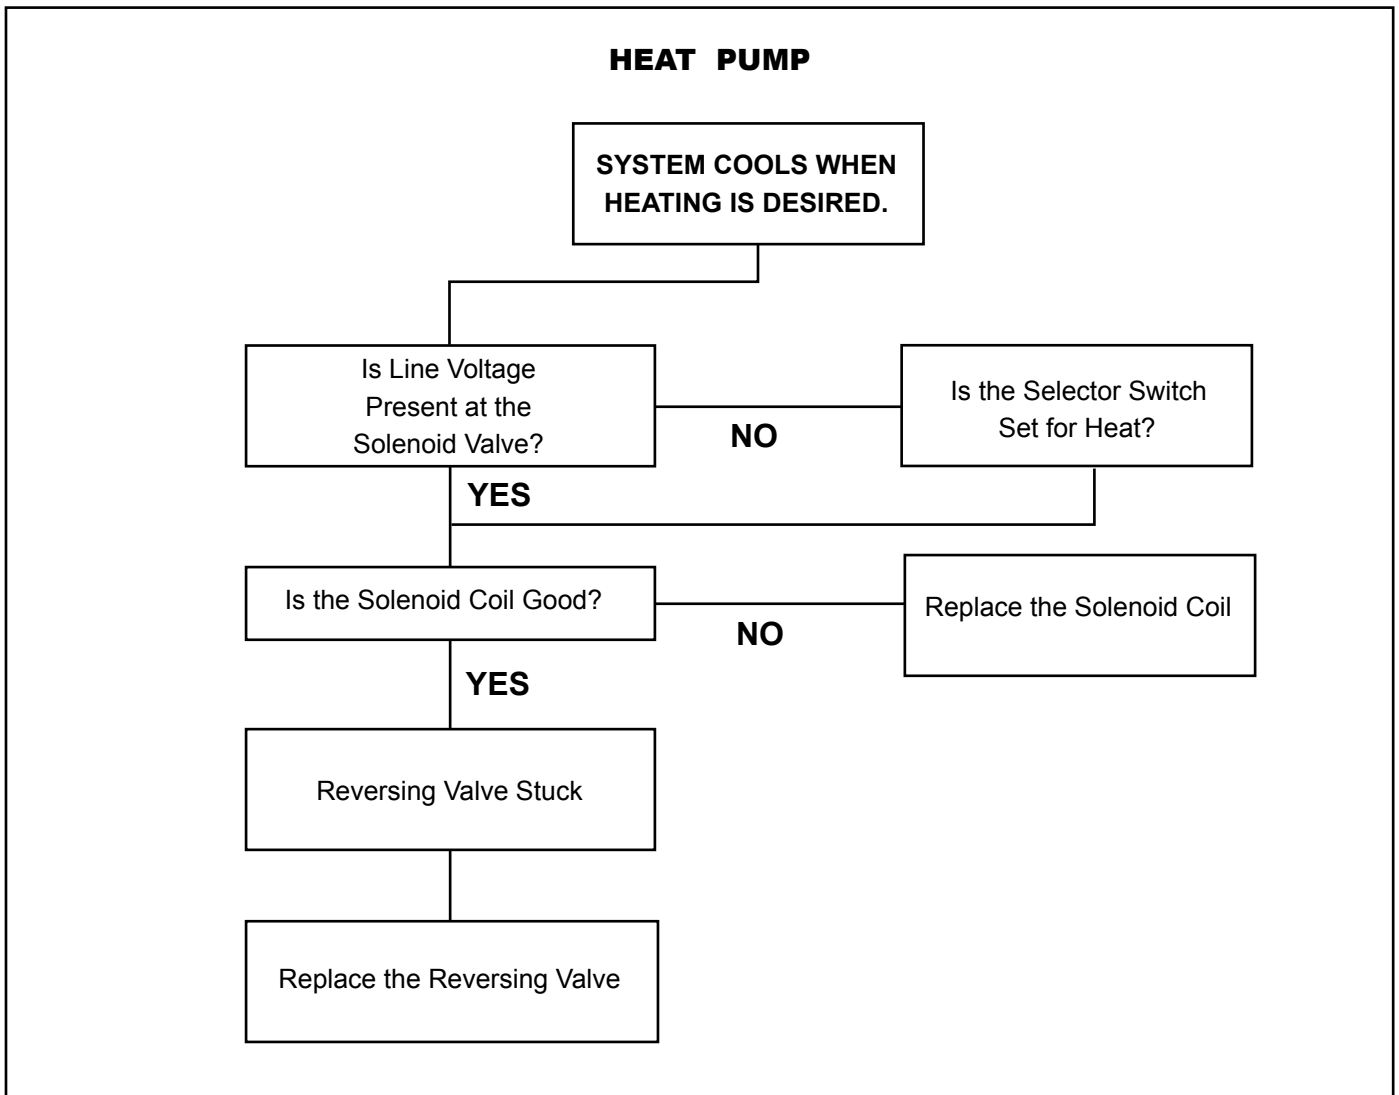 HEAT PUMP
SYSTEM COOLS WHEN
HEATING IS DESIRED.
Is Line Voltage
Present at the
Solenoid Valve?
NO
Is the Selector Switch
Set for Heat?
YES
Is the Solenoid Coil Good?
NO
Replace the Solenoid Coil
YES
Reversing Valve Stuck
Replace the Reversing Valve